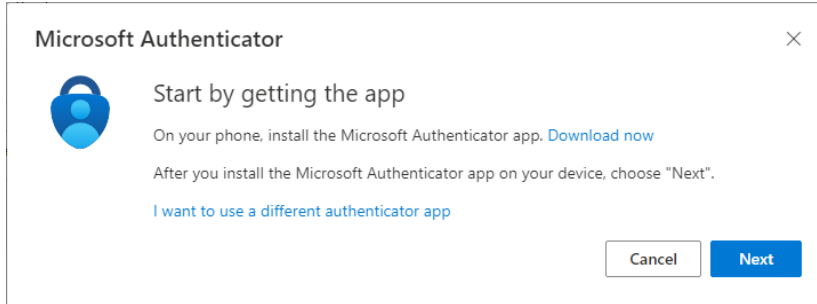 Microsoft Authenticator
Start by getting the app
On your phone, install the Microsoft Authenticator app. Download now
After you install the Microsoft Authenticator app on your device, choose "Next".
I want to use a different authenticator app
Cancel
Next